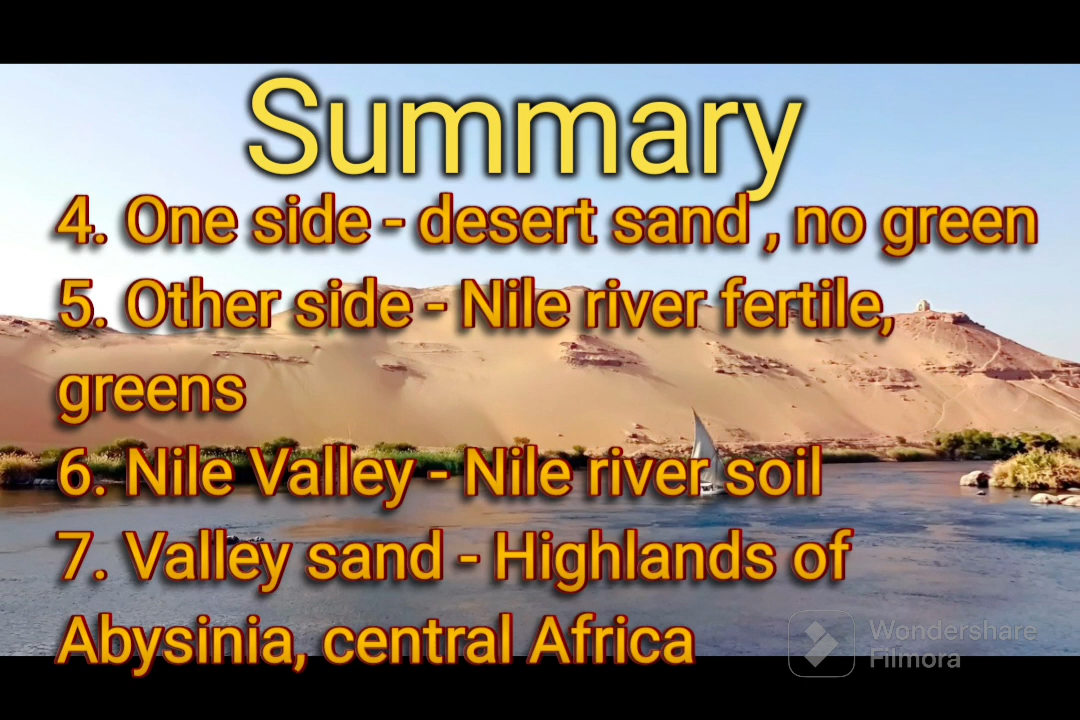 Summary
4. One side - desert sand , no green
5. Other side - Nile river fertile,
greens
6. Nile Valley - Nile river soil
7. Valley sand - Highlands of
Abysinia, central Africa
Wondershare
Filmora